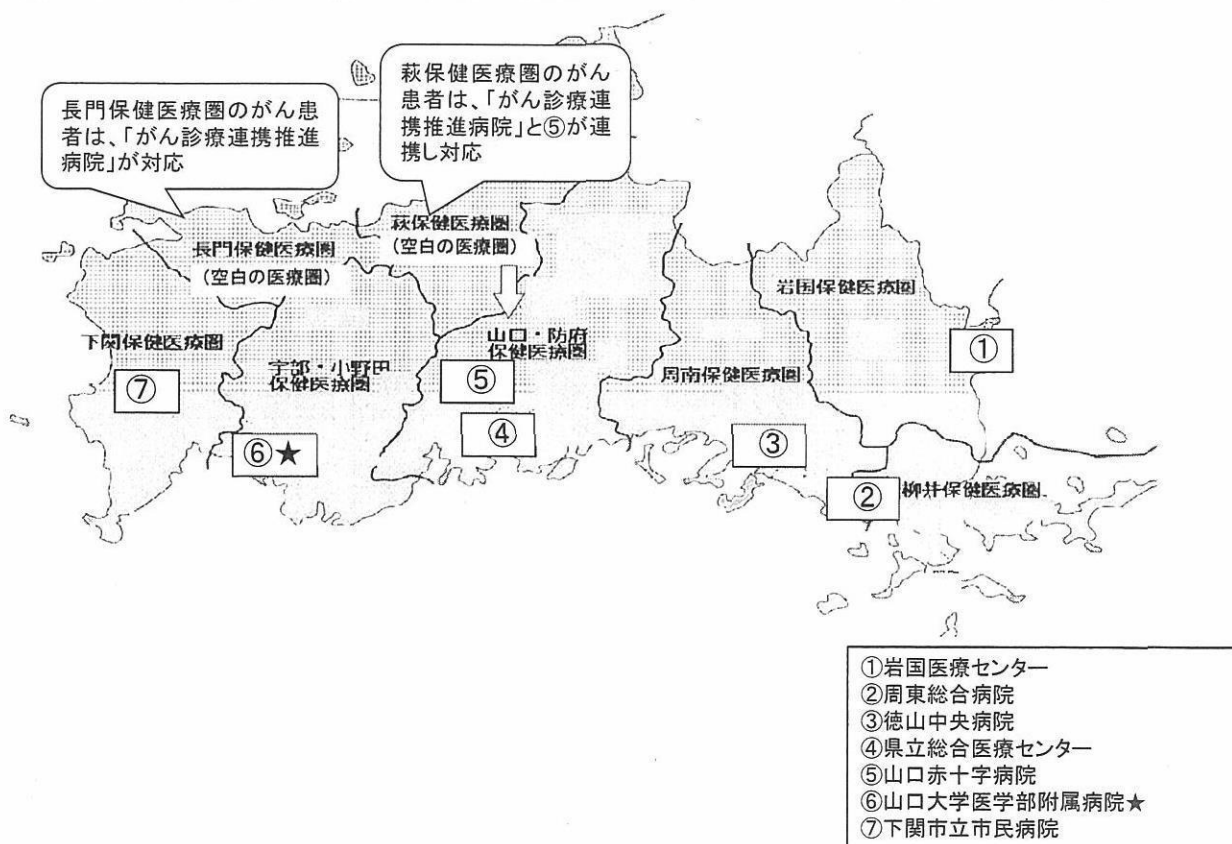 長門保健医療圏のがん患
者は、「がん診療連携推進
病院」が対応
萩保健医療圏のがん
患者は、「がん診療連
携推進病院」と⑤が連
携し対応
長門保健医療圏
(空白の医療圏)
萩保健医療圏
(空白の医療圏)
岩国保健医療圏
①
下関保健医療圏
⑦
宇部・小野田
保健医療圏
⑥★
山口・防府
保健医療圏
⑤
④
周南保健医療圏
③
②
柳井保健医療圏
①岩国医療センター
②周東総合病院
③徳山中央病院
④県立総合医療センター
⑤山口赤十字病院
⑥山口大学医学部附属病院★
⑦下関市立市民病院